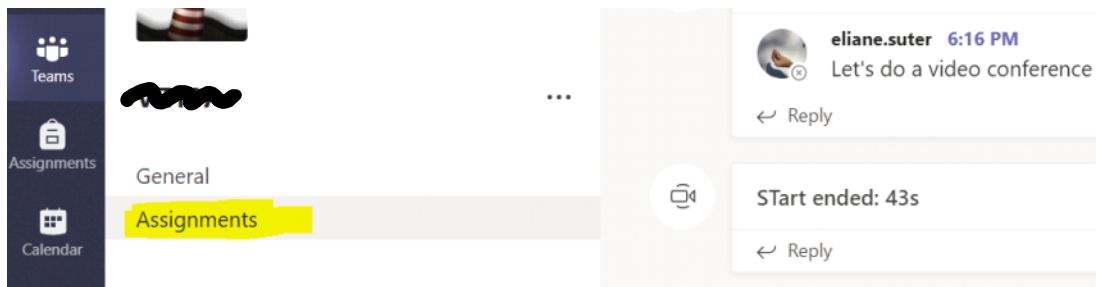 Teams
Assignments
Calendar
General
Assignments
eliane.suter 6:16 PM
Let's do a video conference
Reply
STart ended: 43s
Reply